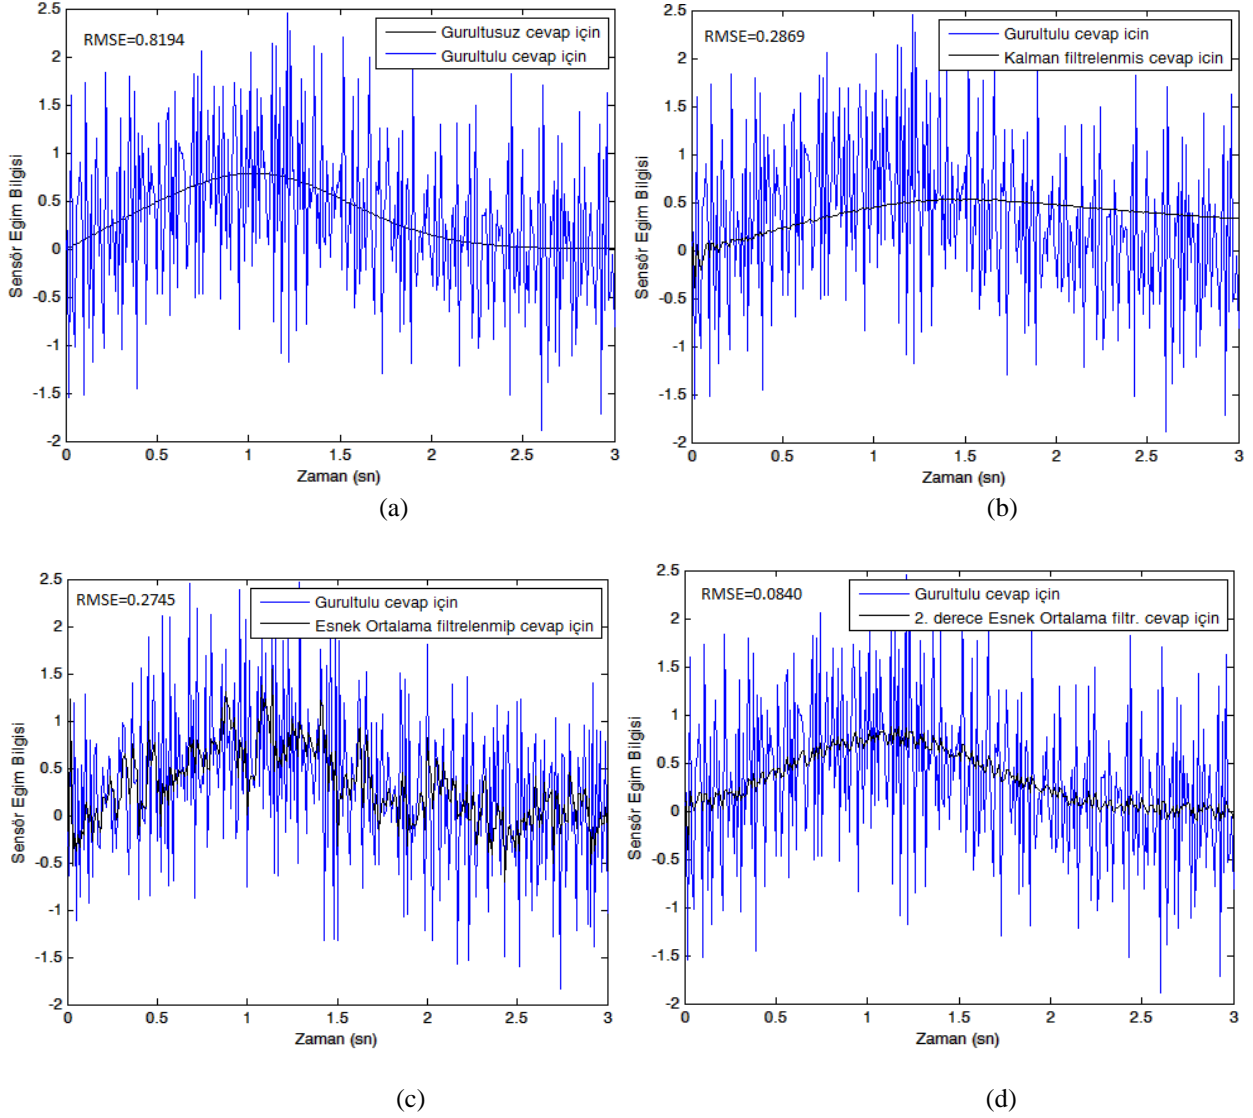 RMSE=0.8194
Gurultusuz cevap için
Gurultulu cevap için
2.5
2
1.5
1
0.5
0
-0.5
-1
-1.5
-2
Sensör Egim Bilgisi
0 0.5 1 1.5 2 2.5 3
Zaman (sn)
(a)
RMSE=0.2869
Gurultulu cevap icin
Kalman filtrelenmis cevap icin
2.5
2
1.5
1
0.5
0
-0.5
-1
-1.5
-2
Sensör Egim Bilgisi
0 0.5 1 1.5 2 2.5 3
Zaman (sn)
(b)
RMSE=0.2745
Gurultulu cevap için
Esnek Ortalama filtrelenmiþ cevap için
2.5
2
1.5
1
0.5
0
-0.5
-1
-1.5
-2
Sensör Egim Bilgisi
0 0.5 1 1.5 2 2.5 3
Zaman (sn)
(c)
RMSE=0.0840
Gurultulu cevap için
2. derece Esnek Ortalama filtr. cevap için
2.5
2
1.5
1
0.5
0
-0.5
-1
-1.5
-2
Sensör Egim Bilgisi
0 0.5 1 1.5 2 2.5 3
Zaman (sn)
(d)